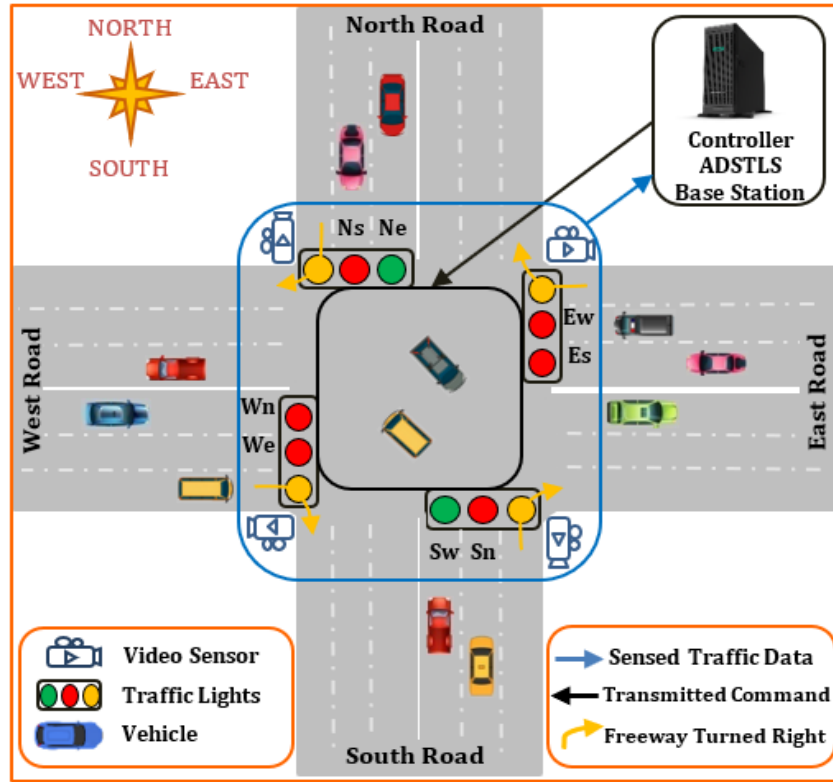 North Road
NORTH
WEST
EAST
SOUTH
Controller
ADSTLS
Base Station
Ns
Ne
Ew
Es
West Road
East Road
Wn
We
Sw
Sn
Video Sensor
Traffic Lights
Vehicle
Sensed Traffic Data
Transmitted Command
Freeway Turned Right
South Road